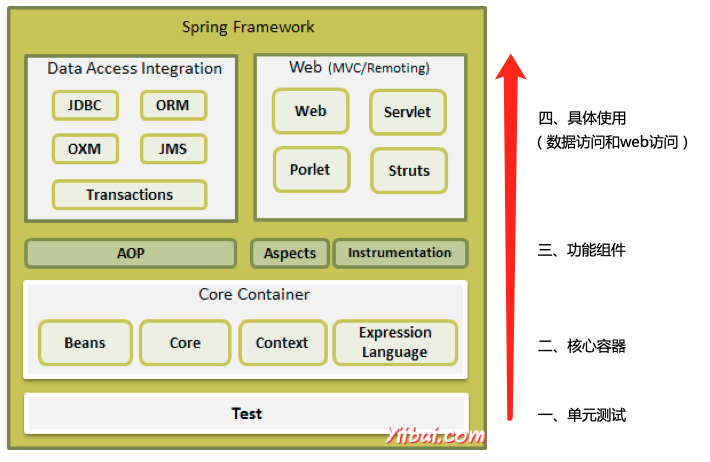 Spring Framework
Data Access Integration
JDBC
ORM
OXM
JMS
Transactions
Web (MVC/Remoting)
Web
Servlet
Porlet
Struts
四、具体使用
（数据访问和web访问）
AOP
Aspects
Instrumentation
三、功能组件
Core Container
Beans
Core
Context
Expression
Language
二、核心容器
Test
一、单元测试
Yiibai.com